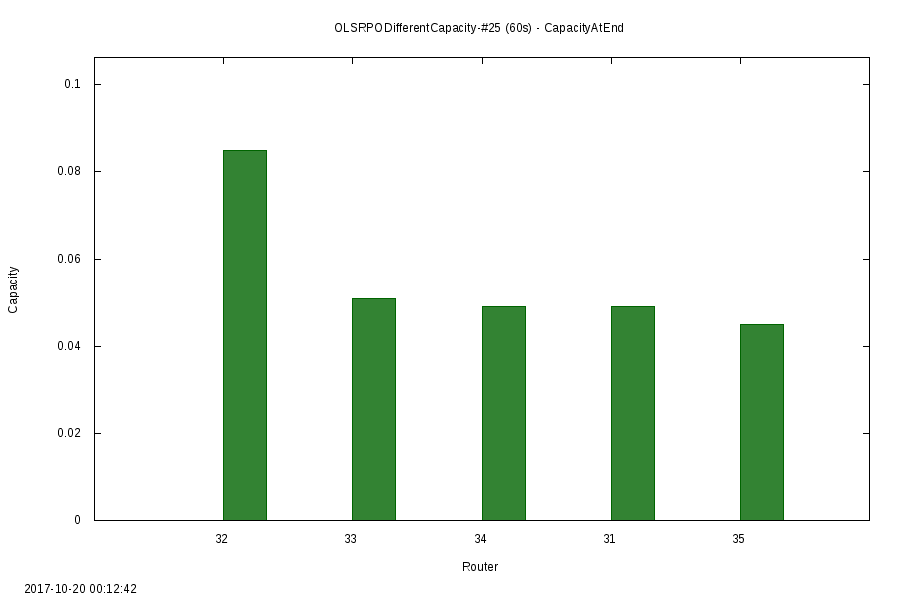 OLSRPODifferentCapacity-#25 (60s) - CapacityAtEnd
0.1
0.08
0.06
0.04
0.02
0
Capacity
32 33 34 31 35
Router
2017-10-20 00:12:42